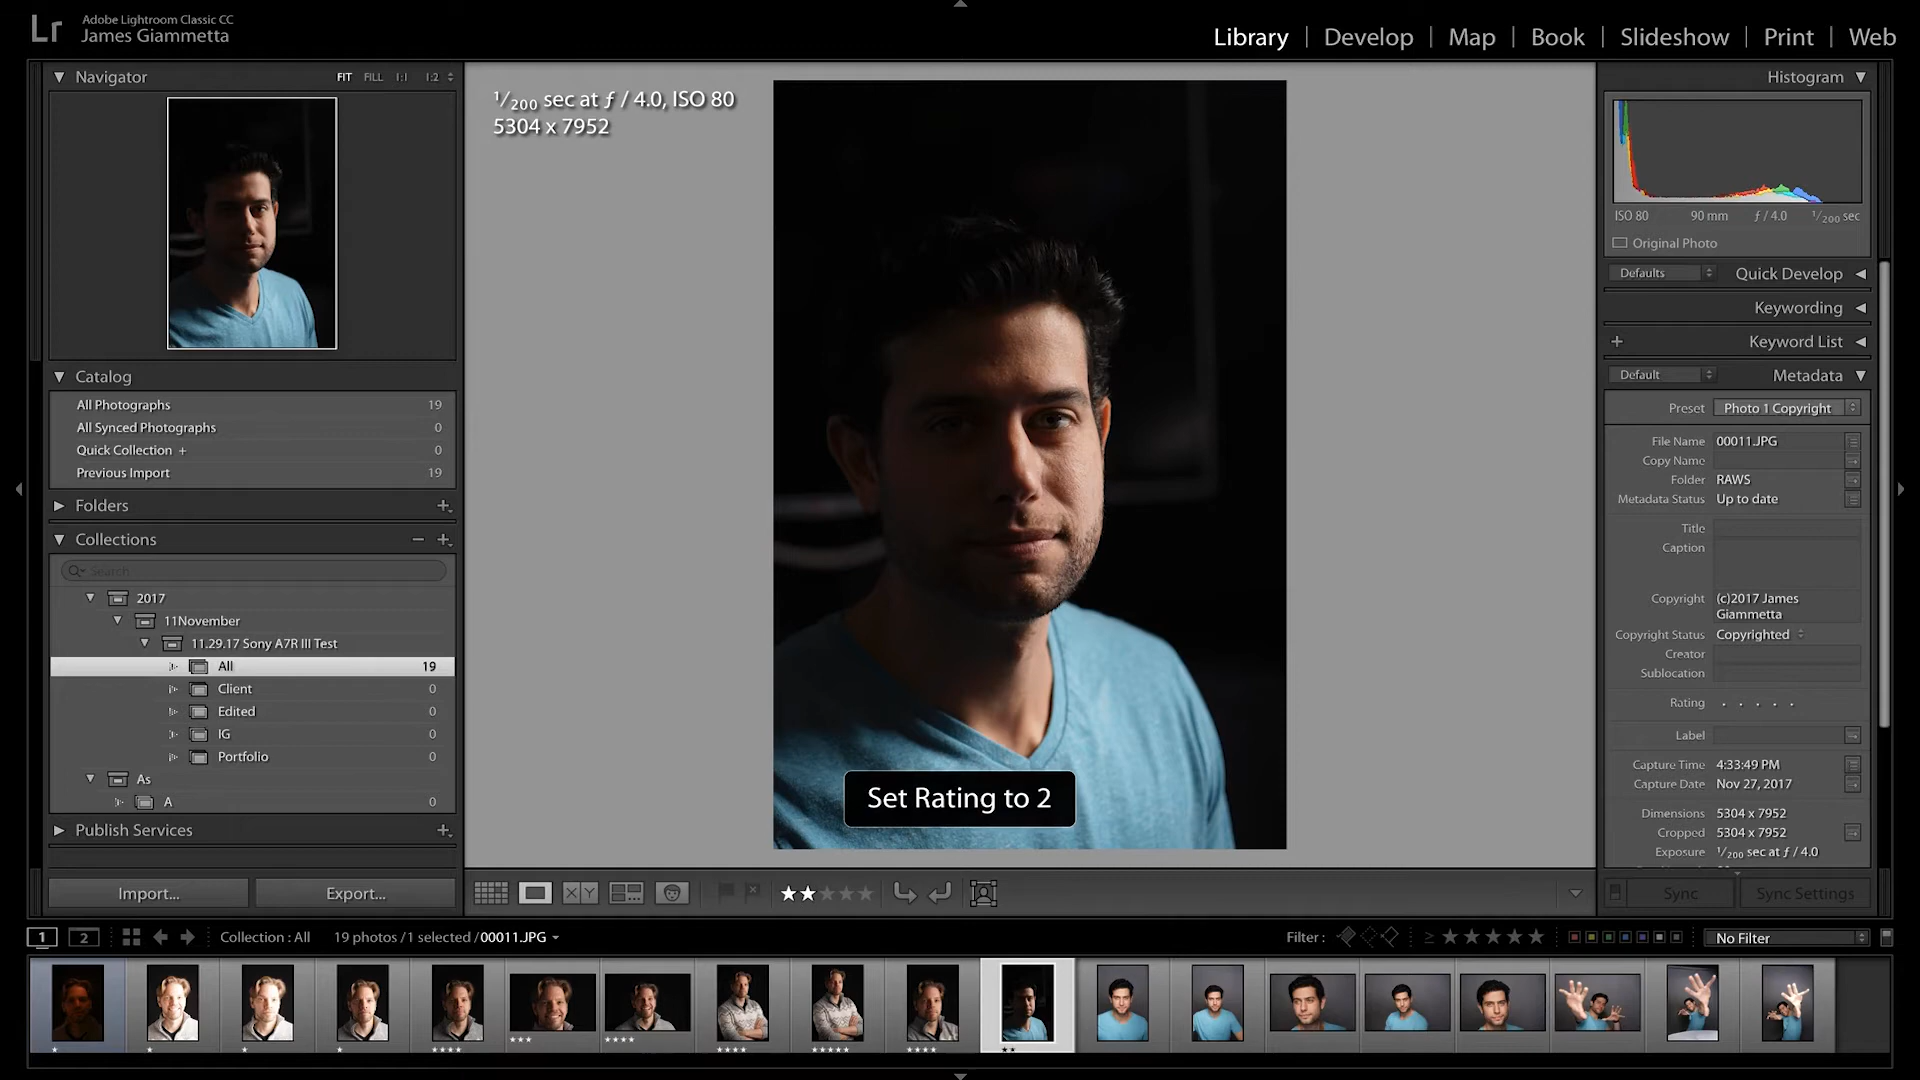 Lr
Adobe Lightroom Classic CC
James Giammetta
Library | Develop | Map | Book | Slideshow | Print | Web
Navigator FIT FILL 1:1 1:2
Catalog
All Photographs 19
All Synced Photographs 0
Quick Collection + 0
Previous Import 19
Folders
Collections
Search
2017
11November
11.29.17 Sony A7R III Test
All 19
Client 0
Edited 0
IG 0
Portfolio 0
As
A 0
Publish Services
Import... Export...
1/200 sec at ƒ / 4.0, ISO 80
5304 x 7952
Set Rating to 2
X Y
Histogram
ISO 80 90 mm ƒ / 4.0 1/200 sec
Original Photo
Defaults Quick Develop
Keywording
Keyword List
Default Metadata
Preset Photo 1 Copyright
File Name 00011.JPG
Copy Name
Folder RAWS
Metadata Status Up to date
Title
Caption
Copyright (c)2017 James
Giammetta
Copyright Status Copyrighted
Creator
Sublocation
Rating
Label
Capture Time 4:33:49 PM
Capture Date Nov 27, 2017
Dimensions 5304 x 7952
Cropped 5304 x 7952
Exposure 1/200 sec at ƒ / 4.0
Sync Sync Settings
1 2 Collection : All 19 photos / 1 selected / 00011.JPG Filter : ≥ No Filter